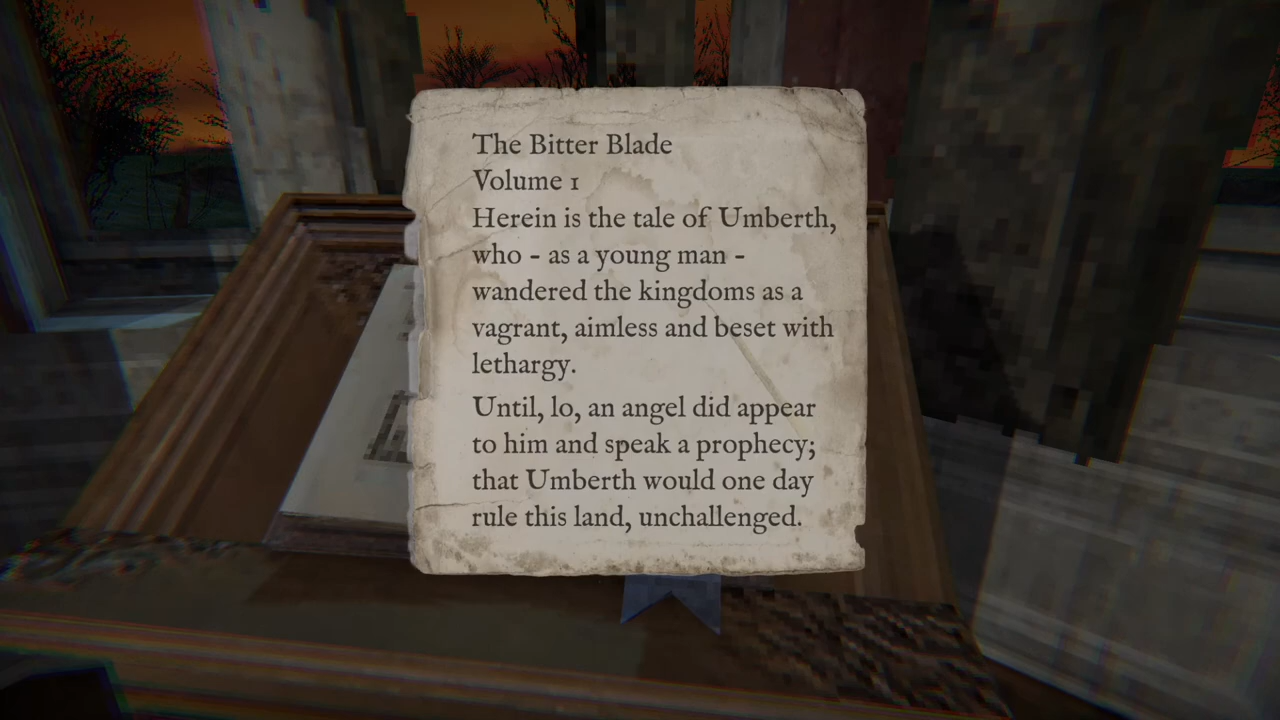 The Bitter Blade
Volume 1
Herein is the tale of Umberth,
who - as a young man -
wandered the kingdoms as a
vagrant, aimless and beset with
lethargy.
Until, lo, an angel did appear
to him and speak a prophecy;
that Umberth would one day
rule this land, unchallenged.